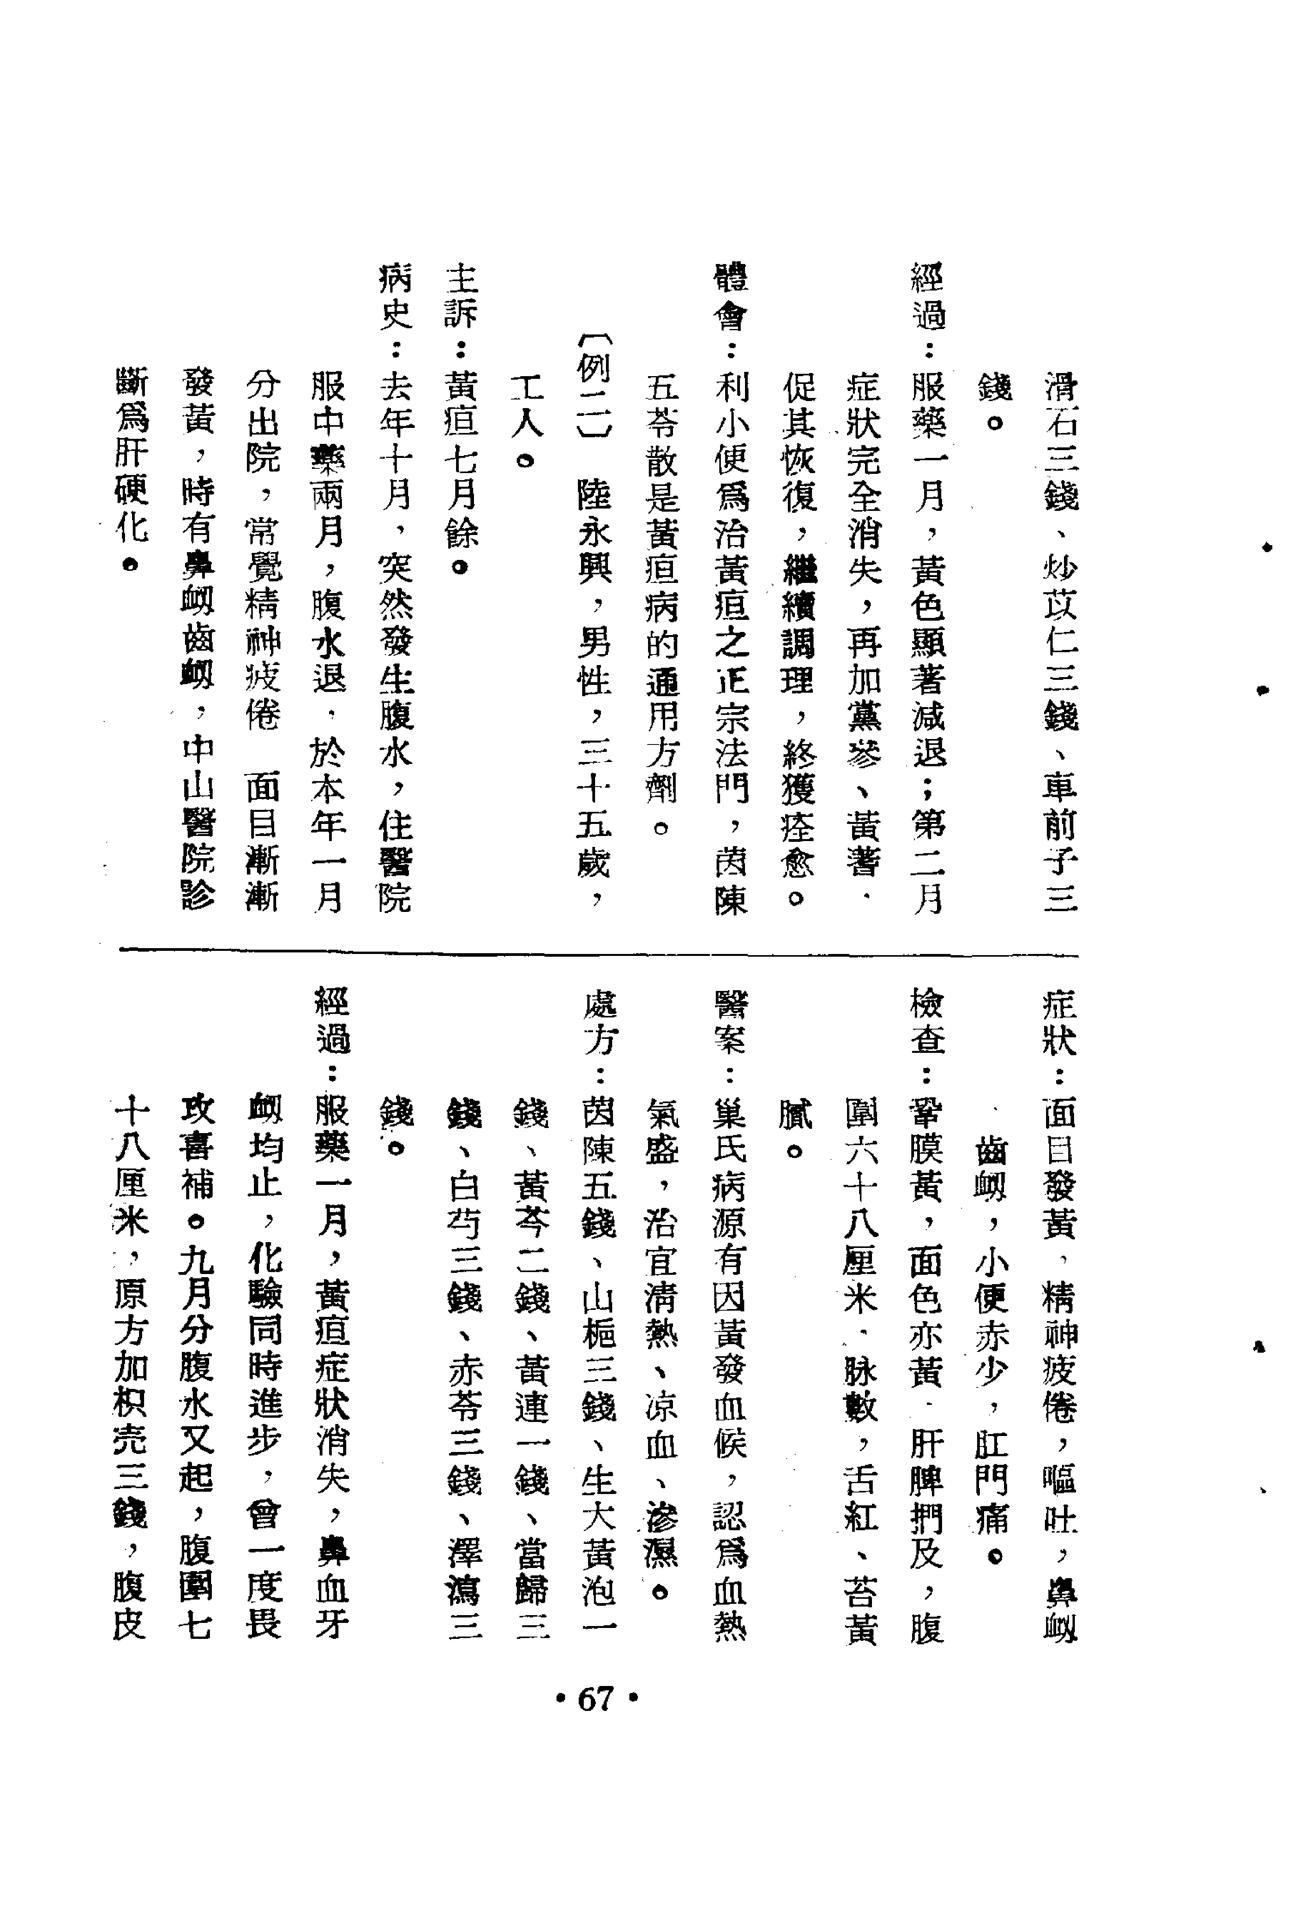 滑石三錢、炒苡仁三錢、車前子三
錢。
經過：服藥一月，黃色顯著減退；第二月
症狀完全消失，再加黨參、黃蓍，
促其恢復，繼續調理，終獲痊愈。
體會：利小便爲治黃疸之正宗法門，茵陳
五苓散是黃疸病的通用方劑。
〔例二〕　陸永興，男性，三十五歲，
工人。
主訴：黃疸七月餘。
病史：去年十月，突然發生腹水，住醫院
服中藥兩月，腹水退，於本年一月
分出院，常覺精神疲倦　面目漸漸
發黃，時有鼻衂齒衂，中山醫院診
斷爲肝硬化。
症狀：面目發黃，精神疲倦，嘔吐，鼻衂
、齒衂，小便赤少，肛門痛。
檢查：鞏膜黃，面色亦黃，肝脾捫及，腹
圍六十八厘米，脉數，舌紅、苔黃
膩。
醫案：巢氏病源有因黃發血候，認爲血熱
氣盛，治宜清熱、凉血、滲濕。
處方：茵陳五錢、山梔三錢、生大黃泡一
錢、黃芩二錢、黃連一錢、當歸三
錢、白芍三錢、赤苓三錢、澤瀉三
錢。
經過：服藥一月，黃疸症狀消失，鼻血牙
衂均止，化驗同時進步，曾一度畏
攻喜補。九月分腹水又起，腹圍七
十八厘米，原方加枳壳三錢，腹皮
•67•